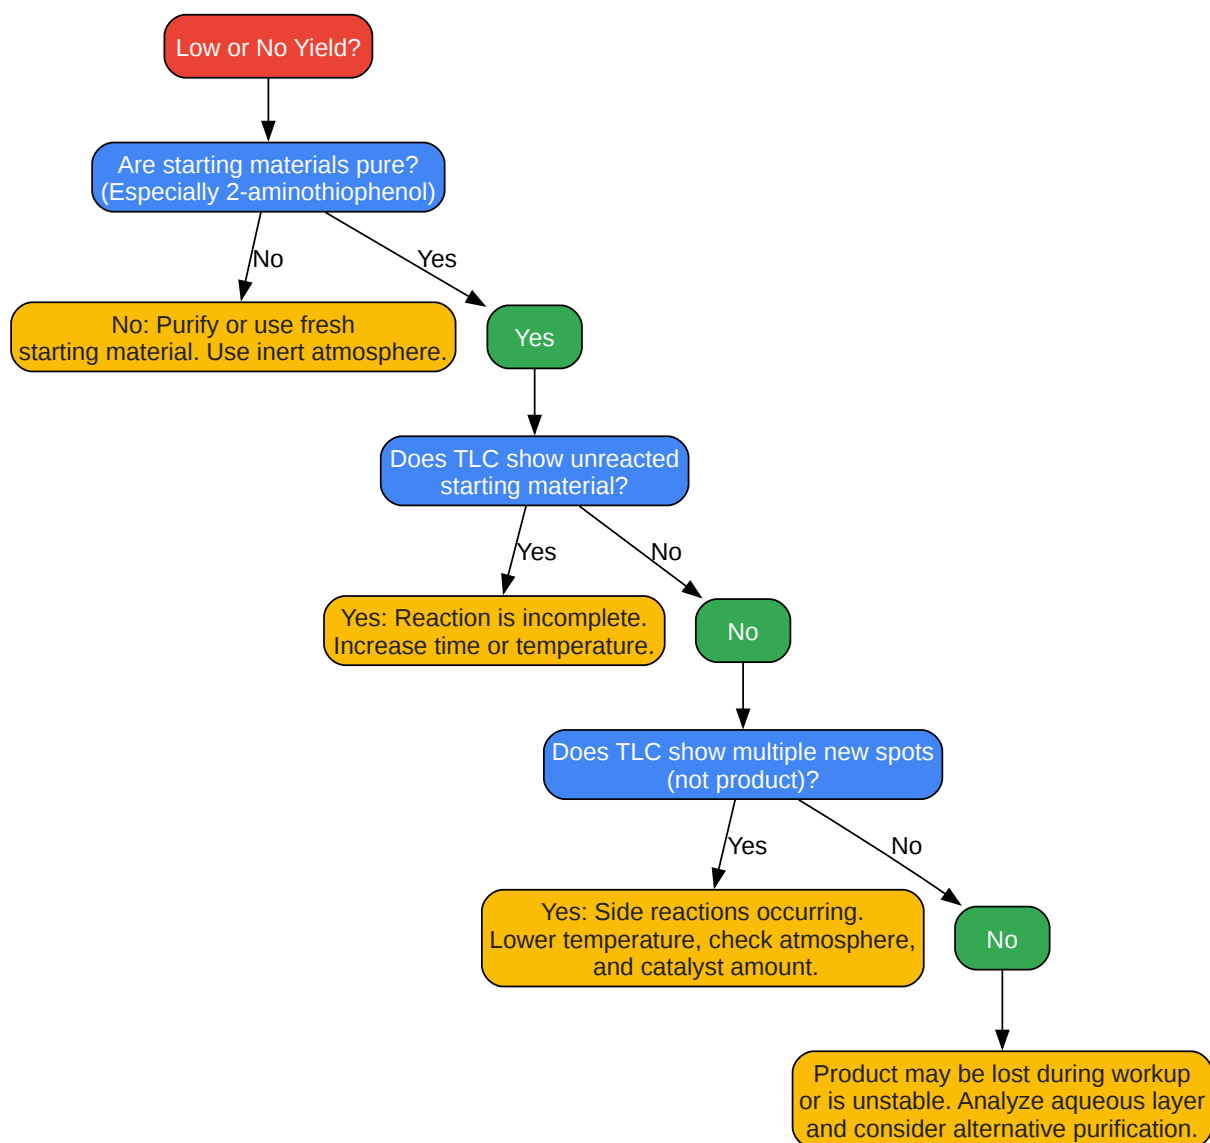 Low or No Yield?
Are starting materials pure?
(Especially 2-aminothiophenol)
No
Yes
No: Purify or use fresh
starting material. Use inert atmosphere.
Yes
Does TLC show unreacted
starting material?
Yes
No
Yes: Reaction is incomplete.
Increase time or temperature.
No
Does TLC show multiple new spots
(not product)?
Yes
No
Yes: Side reactions occurring.
Lower temperature, check atmosphere,
and catalyst amount.
No
Product may be lost during workup
or is unstable. Analyze aqueous layer
and consider alternative purification.